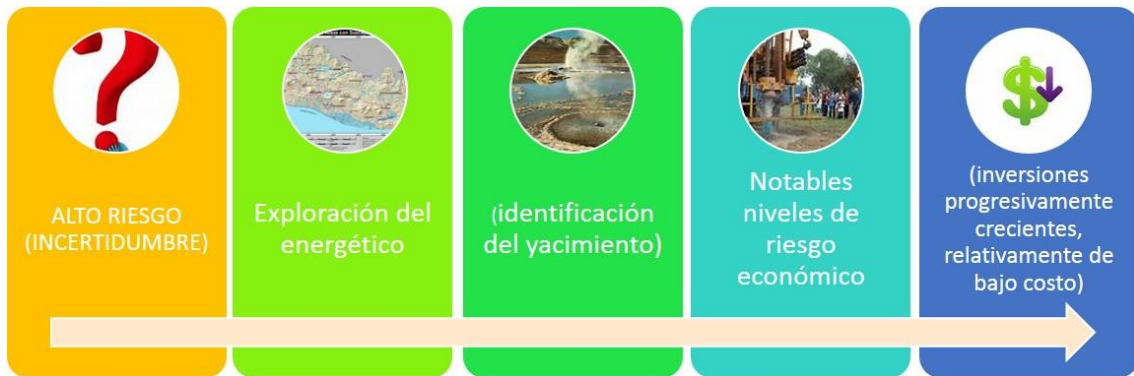 ALTO RIESGO
(INCERTIDUMBRE)
Exploración del
energético
(identificación
del yacimiento)
Notables
niveles de
riesgo
económico
(inversiones
progresivamente
crecientes,
relativamente de
bajo costo)